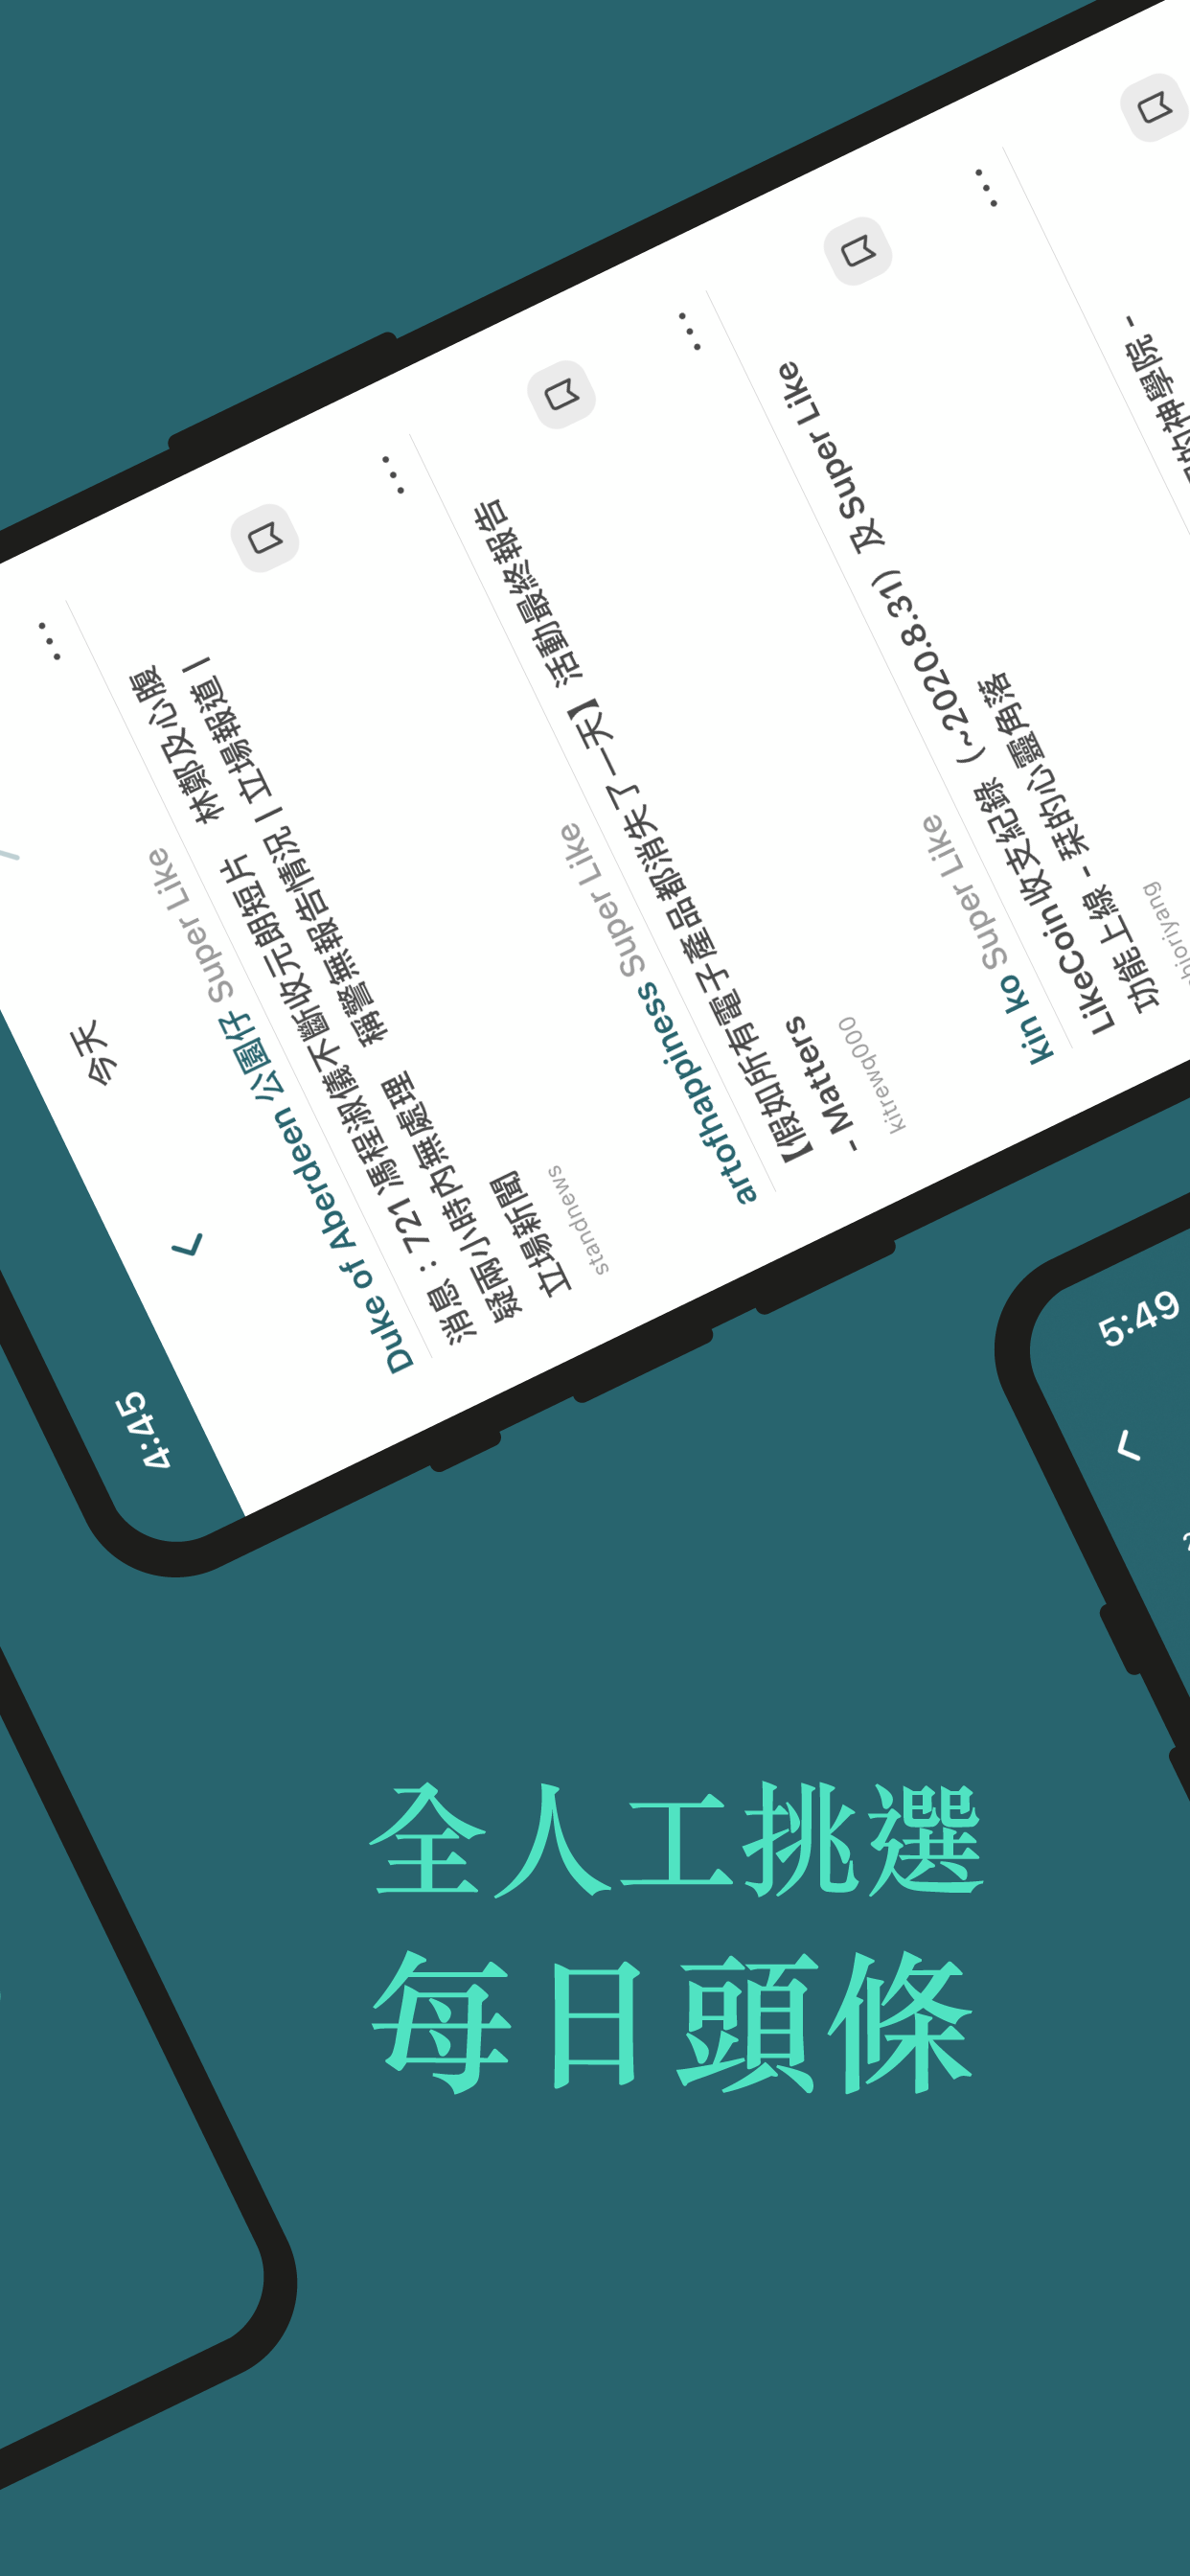 4:45
今天
Duke of Aberdeen 公園仔 Super Like
消息：721 馮程淑儀不斷收元朗短片　林鄭及心腹
疑兩小時內無處理　稱警無報告情況 | 立場報道 |
立場新聞
standnews
artofhappiness Super Like
【假如所有電子產品都消失了一天】活動最終報告
- Matters
kitrewq000
kin ko Super Like
LikeCoin 收支紀錄（~2020.8.31）及 Super Like
功能上線 - 栞的心靈角落
的神學院 -
5:49
全人工挑選
每日頭條